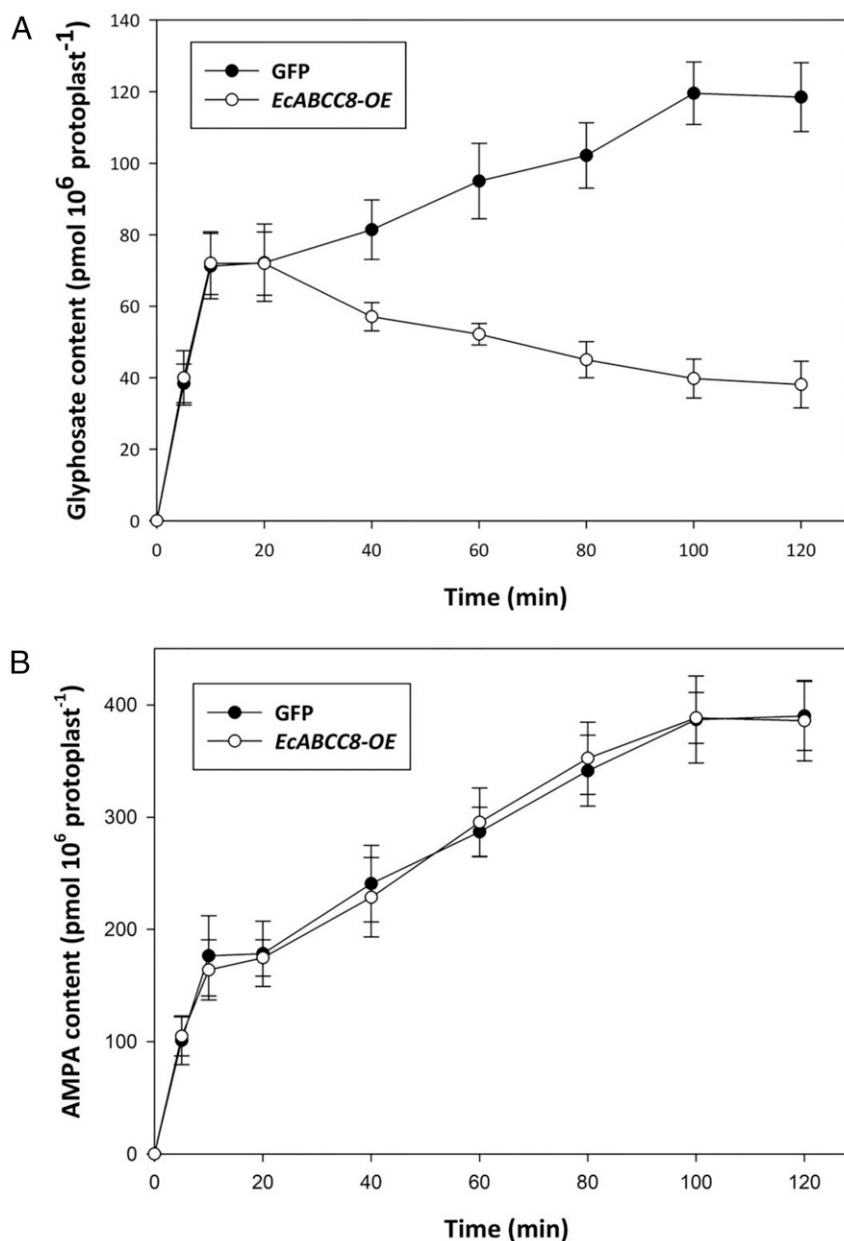 A
Glyphosate content (pmol 10⁶ protoplast⁻¹)
140
120
100
80
60
40
20
0
GFP
EcABCC8-OE
0 20 40 60 80 100 120
Time (min)
B
AMPA content (pmol 10⁶ protoplast⁻¹)
400
300
200
100
0
GFP
EcABCC8-OE
0 20 40 60 80 100 120
Time (min)